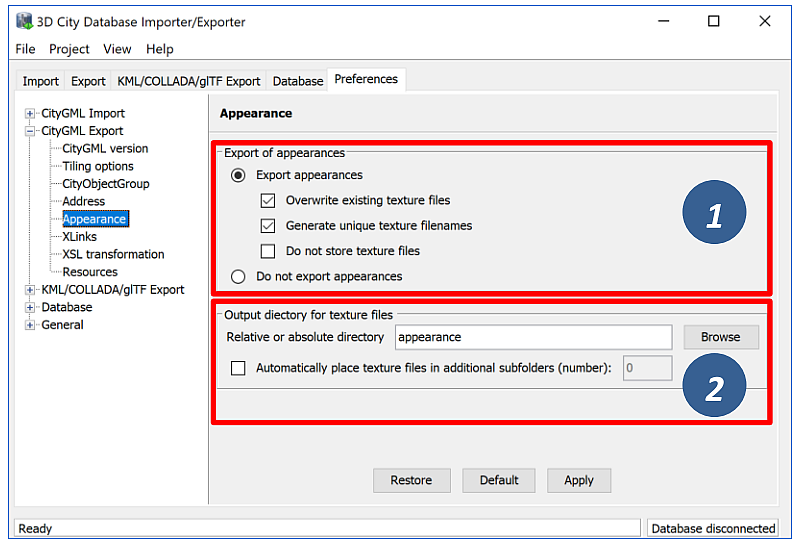 3D City Database Importer/Exporter
File Project View Help
Import Export KML/COLLADA/glTF Export Database Preferences
CityGML Import
CityGML Export
CityGML version
Tiling options
CityObjectGroup
Address
Appearance
XLinks
XSL transformation
Resources
KML/COLLADA/glTF Export
Database
General
Appearance
Export of appearances
Export appearances
Overwrite existing texture files
Generate unique texture filenames
Do not store texture files
Do not export appearances
1
Output diectory for texture files
Relative or absolute directory appearance Browse
Automatically place texture files in additional subfolders (number): 0
2
Restore Default Apply
Ready Database disconnected